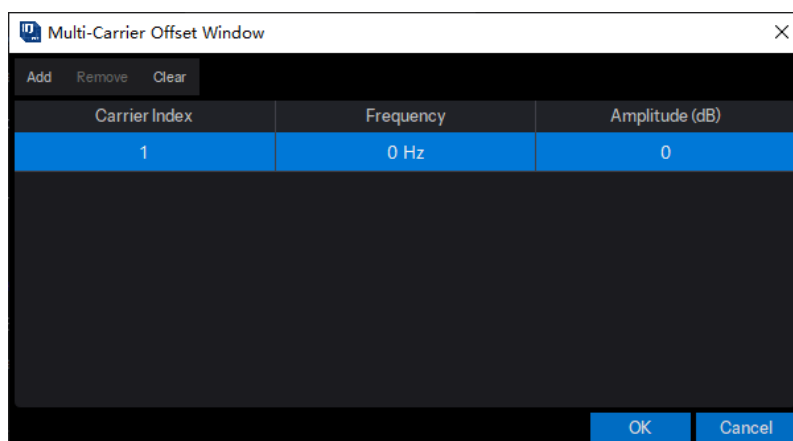 Multi-Carrier Offset Window
Add Remove Clear
Carrier Index Frequency Amplitude (dB)
1 0 Hz 0
OK Cancel